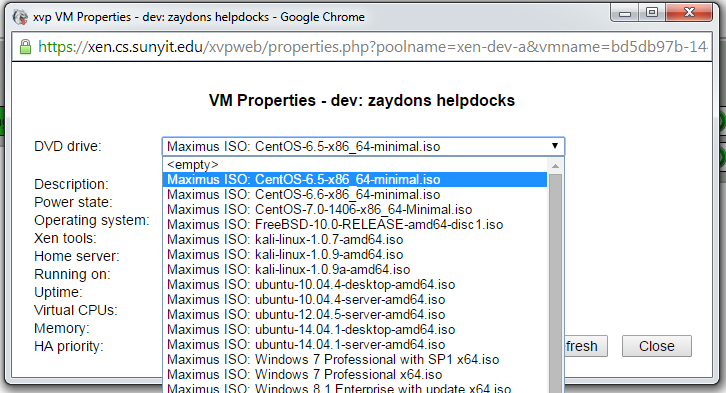 xvp VM Properties - dev: zaydons helpdocks - Google Chrome
https://xen.cs.sunyit.edu/xvpweb/properties.php?poolname=xen-dev-a&vmname=bd5db97b-14
VM Properties - dev: zaydons helpdocks
DVD drive: Maximus ISO: CentOS-6.5-x86_64-minimal.iso
<empty>
Maximus ISO: CentOS-6.5-x86_64-minimal.iso
Description:
Power state: Maximus ISO: CentOS-6.6-x86_64-minimal.iso
Maximus ISO: CentOS-7.0-1406-x86_64-Minimal.iso
Operating system: Maximus ISO: FreeBSD-10.0-RELEASE-amd64-disc1.iso
Xen tools: Maximus ISO: kali-linux-1.0.7-amd64.iso
Home server: Maximus ISO: kali-linux-1.0.9-amd64.iso
Running on: Maximus ISO: kali-linux-1.0.9a-amd64.iso
Maximus ISO: ubuntu-10.04.4-desktop-amd64.iso
Uptime: Maximus ISO: ubuntu-10.04.4-server-amd64.iso
Virtual CPUs: Maximus ISO: ubuntu-12.04.5-server-amd64.iso
Memory: Maximus ISO: ubuntu-14.04.1-desktop-amd64.iso
HA priority: Maximus ISO: ubuntu-14.04.1-server-amd64.iso
efresh Close
Maximus ISO: Windows 7 Professional with SP1 x64.iso
Maximus ISO: Windows 7 Professional x64.iso
Maximus ISO: Windows 8.1 Enterprise with update x64.iso